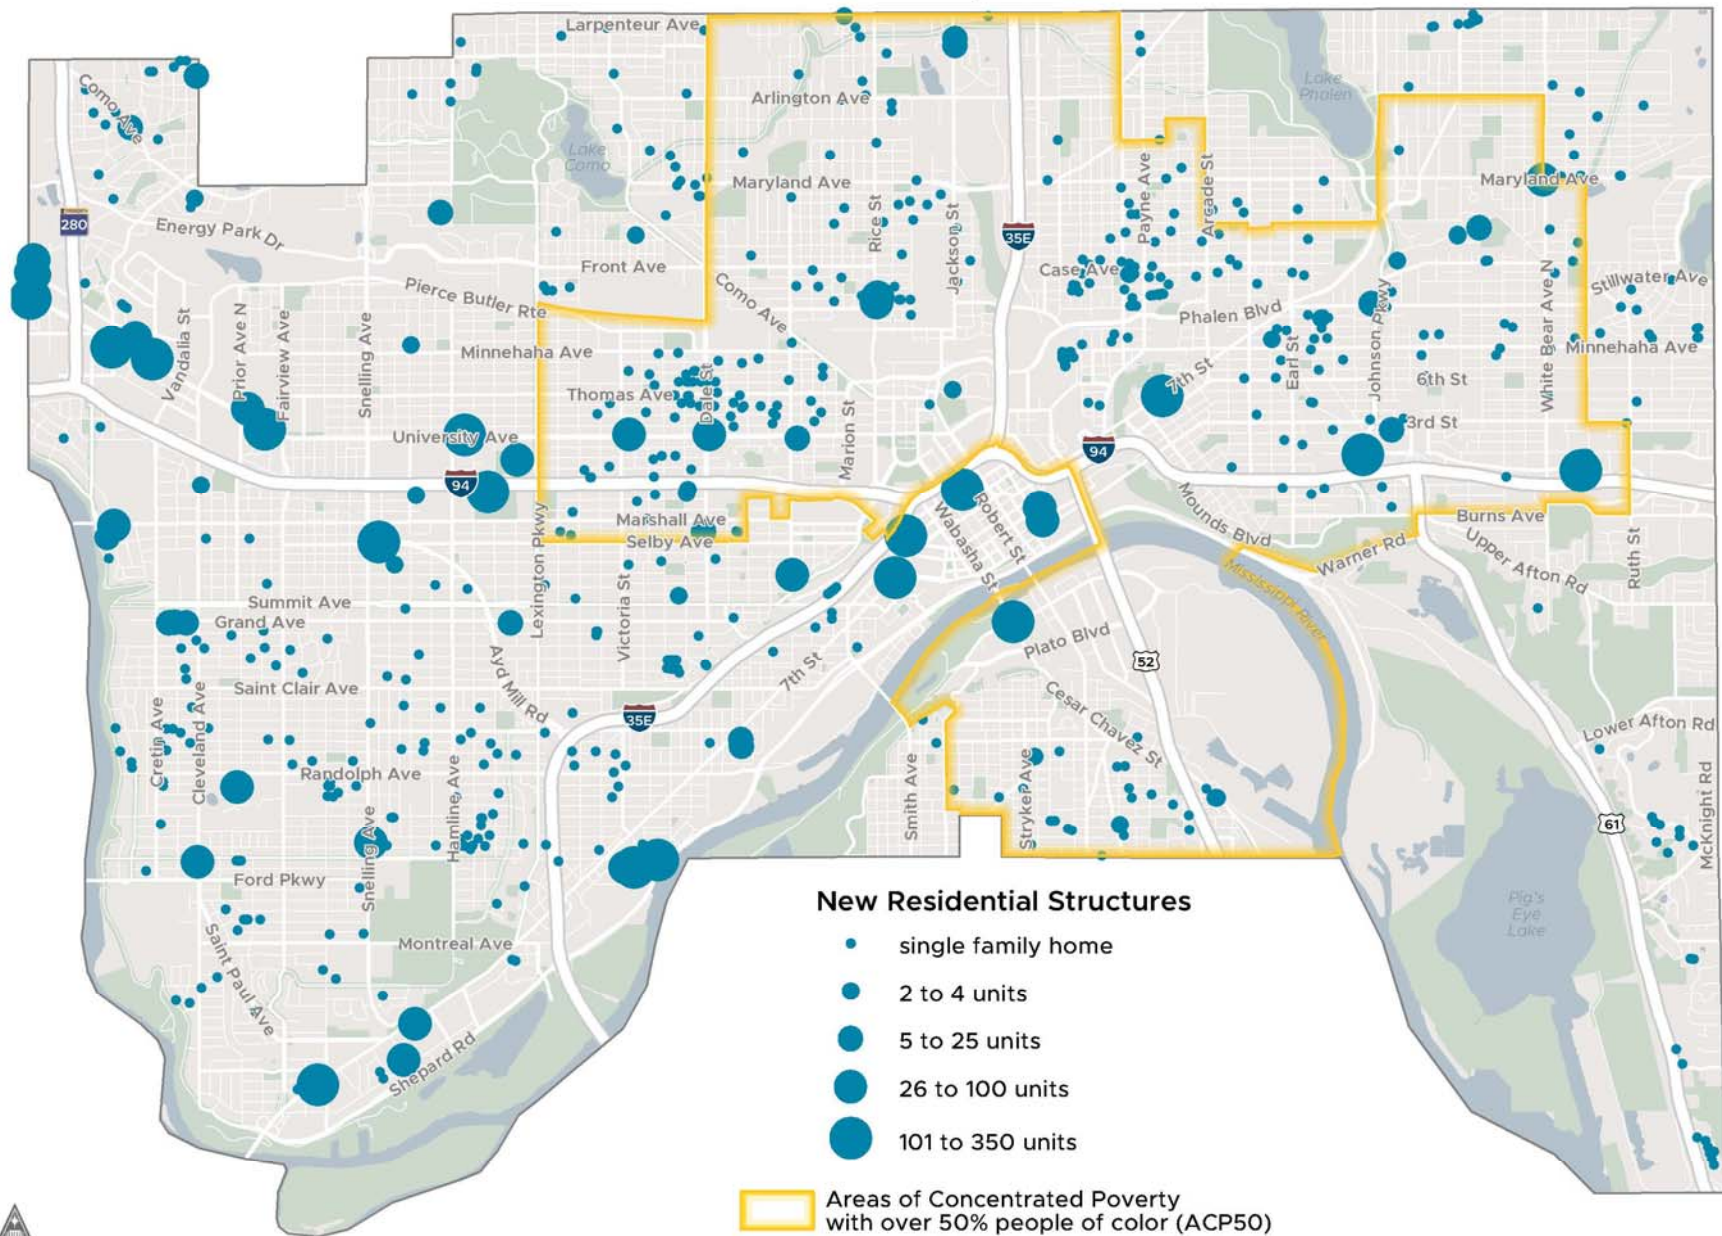 Larpenteur Ave
Como Ave
Lake
Phalen
Arlington Ave
Lake
Como
Maryland Ave
Payne Ave
Arcade St
Maryland Ave
Rice St
Jackson St
280
Energy Park Dr
35E
Front Ave
Case Ave
Stillwater Ave
Pierce Butler Rte
Como Ave
Phalen Blvd
Johnson Pkwy
White Bear Ave N
Vandalia St
Prior Ave N
Fairview Ave
Snelling Ave
Minnehaha Ave
Earl St
Minnehaha Ave
7th St
6th St
Thomas Ave
Dale St
3rd St
University Ave
Marion St
94
94
Marshall Ave
Selby Ave
Wabasha St
Robert St
Mounds Blvd
Burns Ave
Warner Rd
Upper Afton Rd
Ruth St
Mississippi River
Summit Ave
Grand Ave
Lexington Pkwy
Victoria St
Plato Blvd
52
Ayd Mill Rd
7th St
Saint Clair Ave
Cesar Chavez St
35E
Lower Afton Rd
Cretin Ave
Cleveland Ave
Randolph Ave
Hamline Ave
Smith Ave
Stryker Ave
McKnight Rd
61
Snelling Ave
Ford Pkwy
Pig's
Eye
Lake
Saint Paul Ave
Montreal Ave
Shepard Rd
New Residential Structures
single family home
2 to 4 units
5 to 25 units
26 to 100 units
101 to 350 units
Areas of Concentrated Poverty
with over 50% people of color (ACP50)